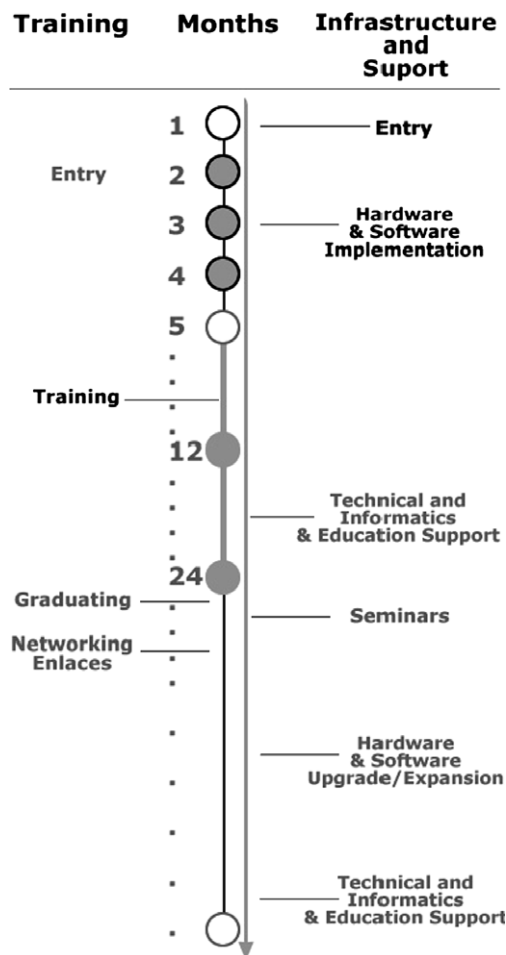 Training
Months
Infrastructure
and
Suport
1
Entry
Entry
2
3
Hardware
& Software
Implementation
4
5
Training
12
Technical and
Informatics
& Education Support
24
Graduating
Seminars
Networking
Enlaces
Hardware
& Software
Upgrade/Expansion
Technical and
Informatics
& Education Support